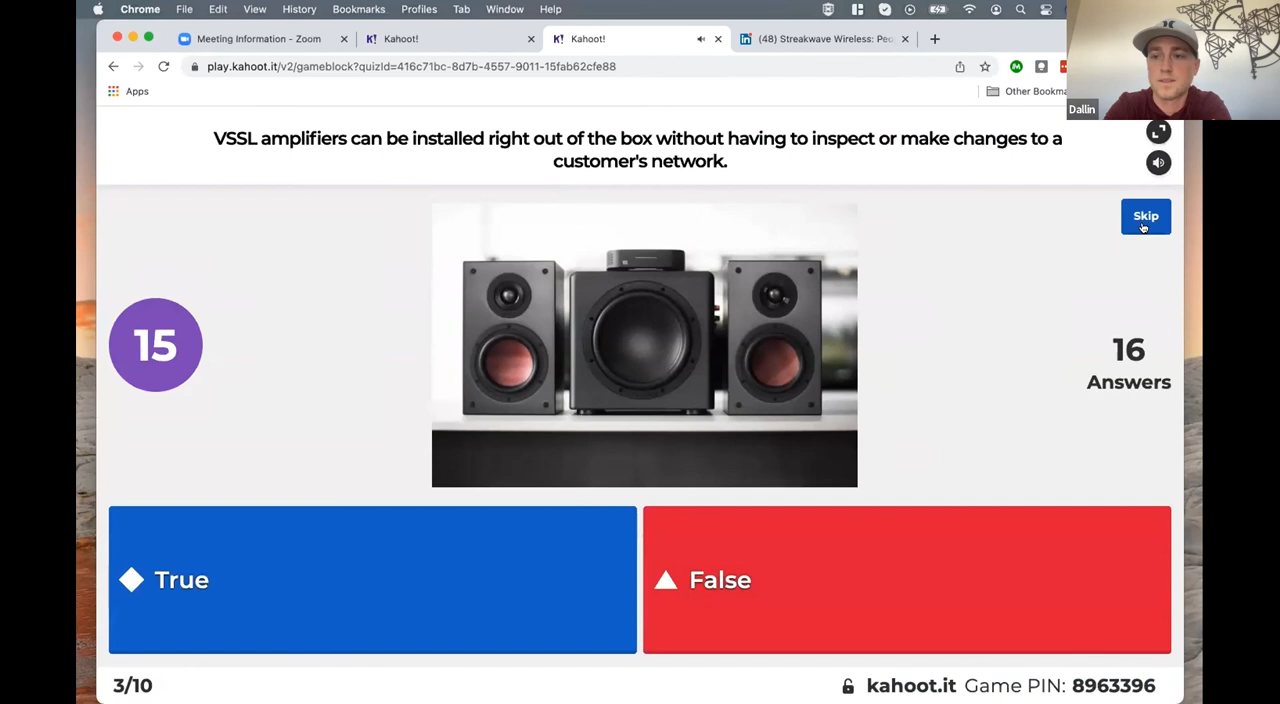 Chrome File Edit View History Bookmarks Profiles Tab Window Help
Meeting Information - Zoom
K! Kahoot!
K! Kahoot!
in (48) Streakwave Wireless: Peo
play.kahoot.it/v2/gameblock?quizId=416c71bc-9d7b-4557-9011-15fab62cfe88
Apps
Other Bookma
Dallin
VSSL amplifiers can be installed right out of the box without having to inspect or make changes to a
customer's network.
Skip
15
16
Answers
True
False
3/10
kahoot.it Game PIN: 8963396